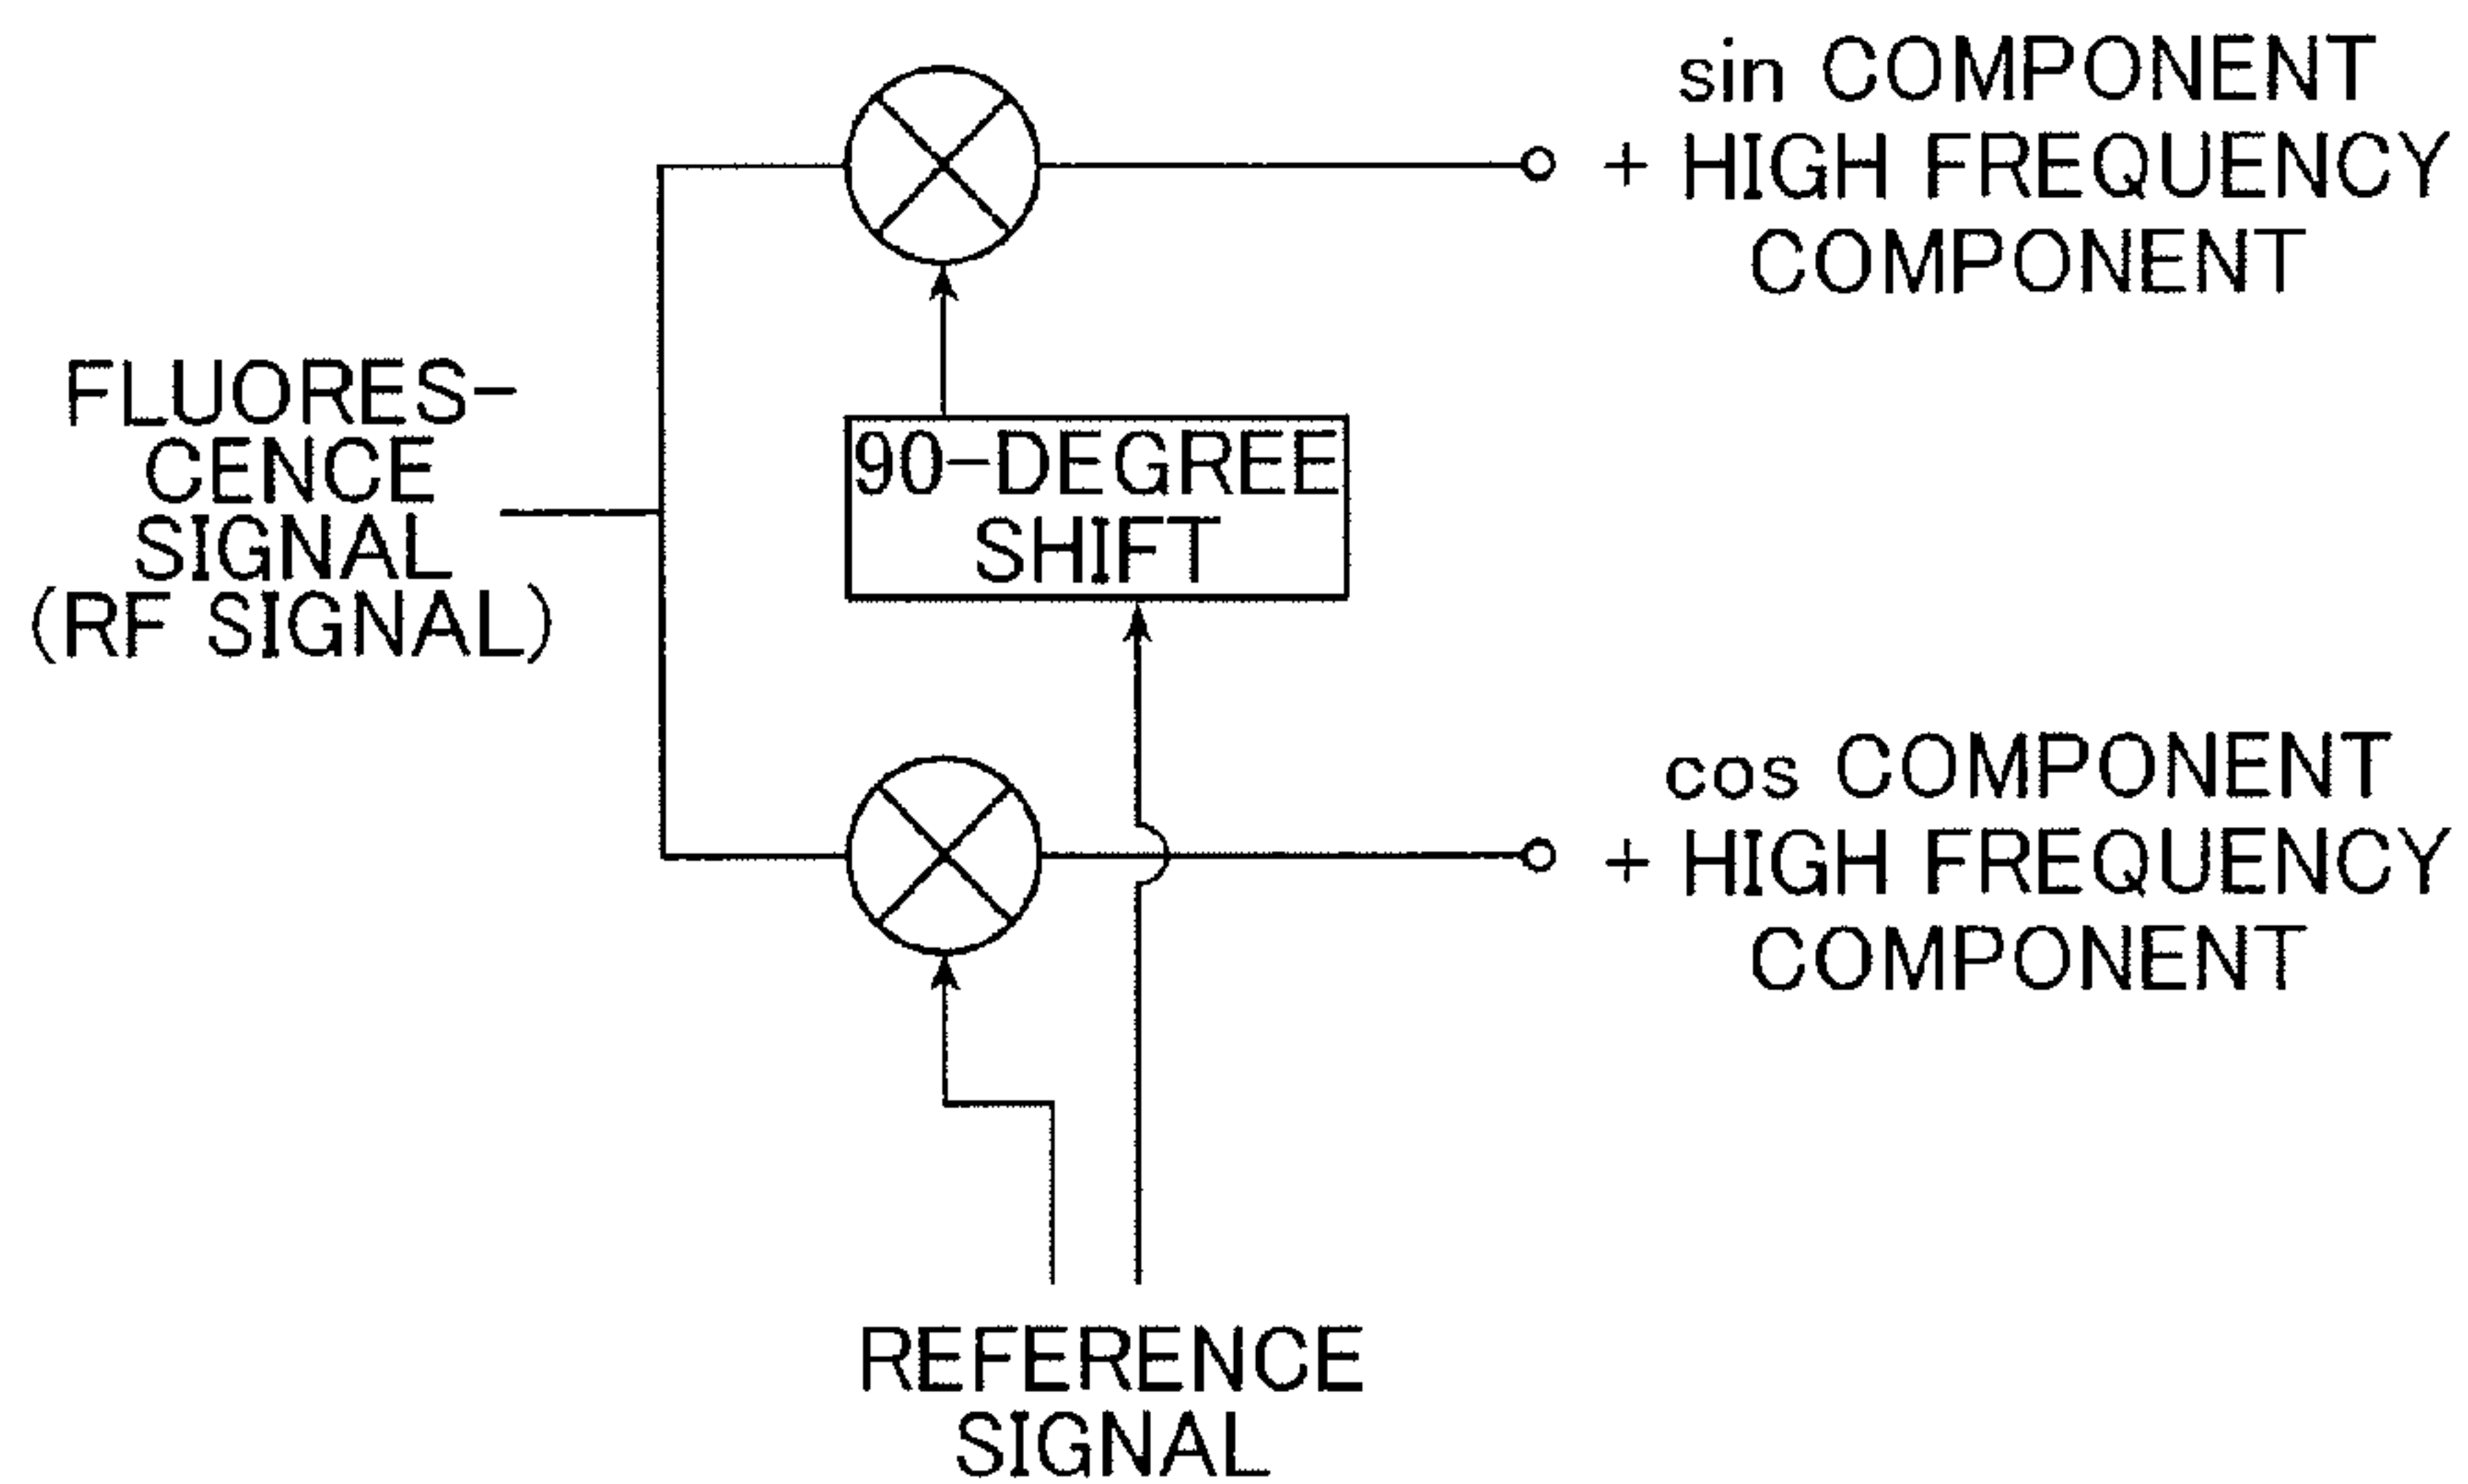 sin COMPONENT
+ HIGH FREQUENCY
COMPONENT
FLUORES-
CENCE
SIGNAL
(RF SIGNAL)
90-DEGREE
SHIFT
cos COMPONENT
+ HIGH FREQUENCY
COMPONENT
REFERENCE
SIGNAL